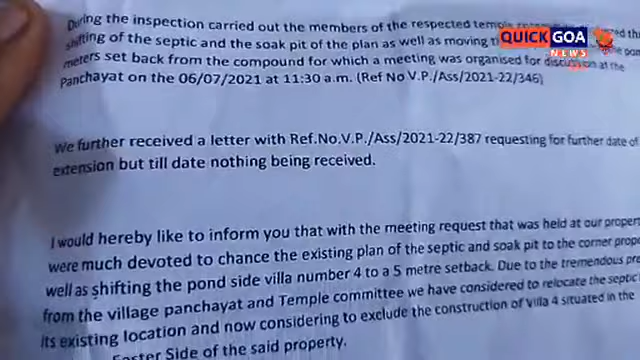 During the inspection carried out the members of the respected temple
QUICK GOA
NEWS
shifting of the septic and the soak pit of the plan as well as moving
meters set back from the compound for which a meeting was organised for discussion at the
Panchayat on the 06/07/2021 at 11:30 a.m. (Ref No.V.P./Ass/2021-22/346)
We further received a letter with Ref.No.V.P./Ass/2021-22/387 requesting for further date of
extension but till date nothing being received.
I would hereby like to inform you that with the meeting request that was held at our
were much devoted to chance the existing plan of the septic and soak pit to the corner
well as shifting the pond side villa number 4 to a 5 metre setback. Due to the tremendous
from the village panchayat and Temple committee we have considered to relocate the septic
its existing location and now considering to exclude the construction of Villa 4 situated in the
Side of the said property.